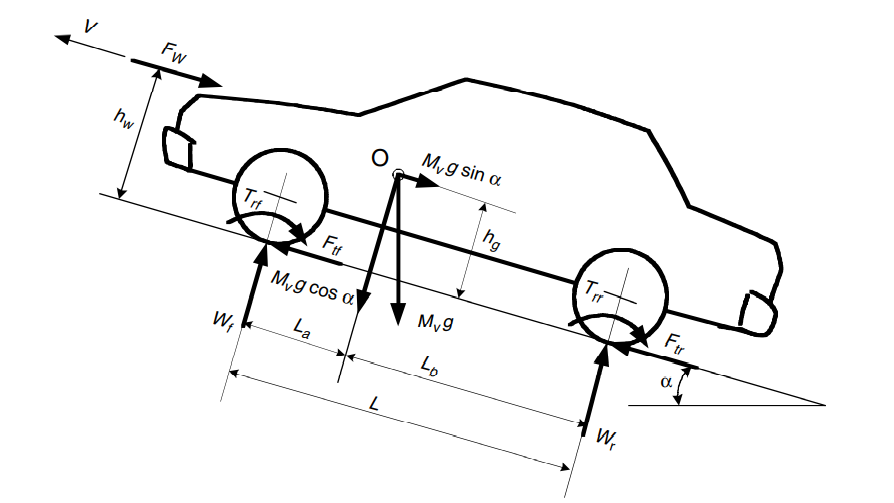 V
F_W
h_w
O
M_v g sin α
T_rf
F_tf
h_g
M_v g cos α
T_rr
W_f
L_a
M_v g
F_tr
L_b
α
L
W_r